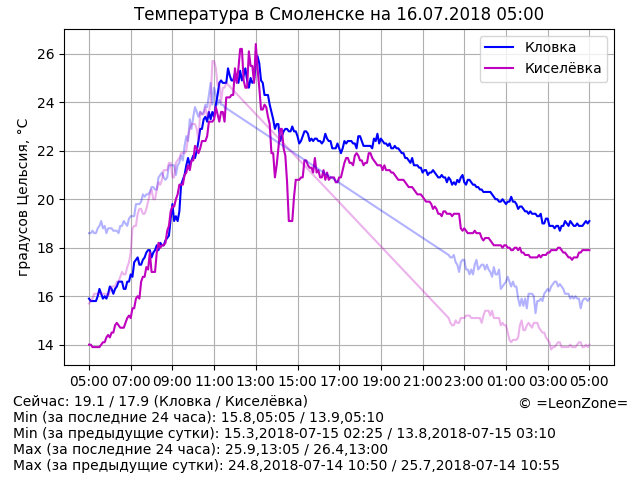 Температура в Смоленске на 16.07.2018 05:00
Кловка
Киселёвка
градусов Цельсия, °C
26
24
22
20
18
16
14
05:00 07:00 09:00 11:00 13:00 15:00 17:00 19:00 21:00 23:00 01:00 03:00 05:00
Сейчас: 19.1 / 17.9 (Кловка / Киселёвка)
© =LeonZone=
Min (за последние 24 часа): 15.8,05:05 / 13.9,05:10
Min (за предыдущие сутки): 15.3,2018-07-15 02:25 / 13.8,2018-07-15 03:10
Max (за последние 24 часа): 25.9,13:05 / 26.4,13:00
Max (за предыдущие сутки): 24.8,2018-07-14 10:50 / 25.7,2018-07-14 10:55